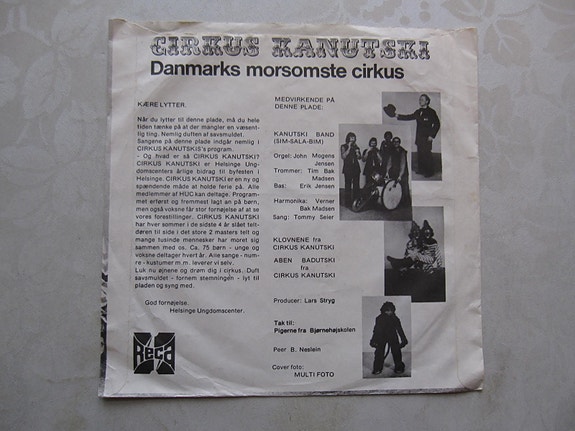 CIRKUS KANUTSKI
Danmarks morsomste cirkus
KÆRE LYTTER.
Når du lytter til denne plade, må du hele
tiden tænke på at der mangler en væsent-
lig ting. Nemlig duften af savsmuldet.
Sangene på denne plade indgår nemlig i
CIRKUS KANUTSKIS's program.
- Og hvad er så CIRKUS KANUTSKI?
CIRKUS KANUTSKI er Helsinge Ung-
domscenters årlige bidrag til byfesten i
Helsinge. CIRKUS KANUTSKI er en ny og
spændende måde at holde ferie på. Alle
medlemmer af HUC kan deltage. Program-
met erførst og fremmest lagt an på børn,
men også voksne får stor fornøjelse af at se
vores forestillinger. CIRKUS KANUTSKI
har hver sommer i de sidste 4 år slået telt-
døren til side i det store 2 masters telt og
mange tusinde mennesker har moret sig
sammen med os. Ca. 75 børn - unge og
voksne deltager hvert år. Alle sange - num-
re - kustumer m.m. leverer vi selv.
Luk nu øjnene og drøm dig i cirkus. Duft
savsmuldet - fornem stemningen - lyt til
pladen og syng med.
God fornøjelse.
Helsinge Ungdomscenter.
Reca
MEDVIRKENDE PÅ
DENNE PLADE:
KANUTSKI BAND
(SIM-SALA-BIM)
Orgel: John Mogens
Jensen
Trommer: Tim Bak
Madsen
Bas: Erik Jensen
Harmonika: Verner
Bak Madsen
Sang: Tommy Seier
KLOVNENE fra
CIRKUS KANUTSKI
ABEN BADUTSKI
fra
CIRKUS KANUTSKI
Producer: Lars Stryg
Tak til:
Pigerne fra Bjørnehøjskolen
Peer B. Neslein
Cover foto:
MULTI FOTO